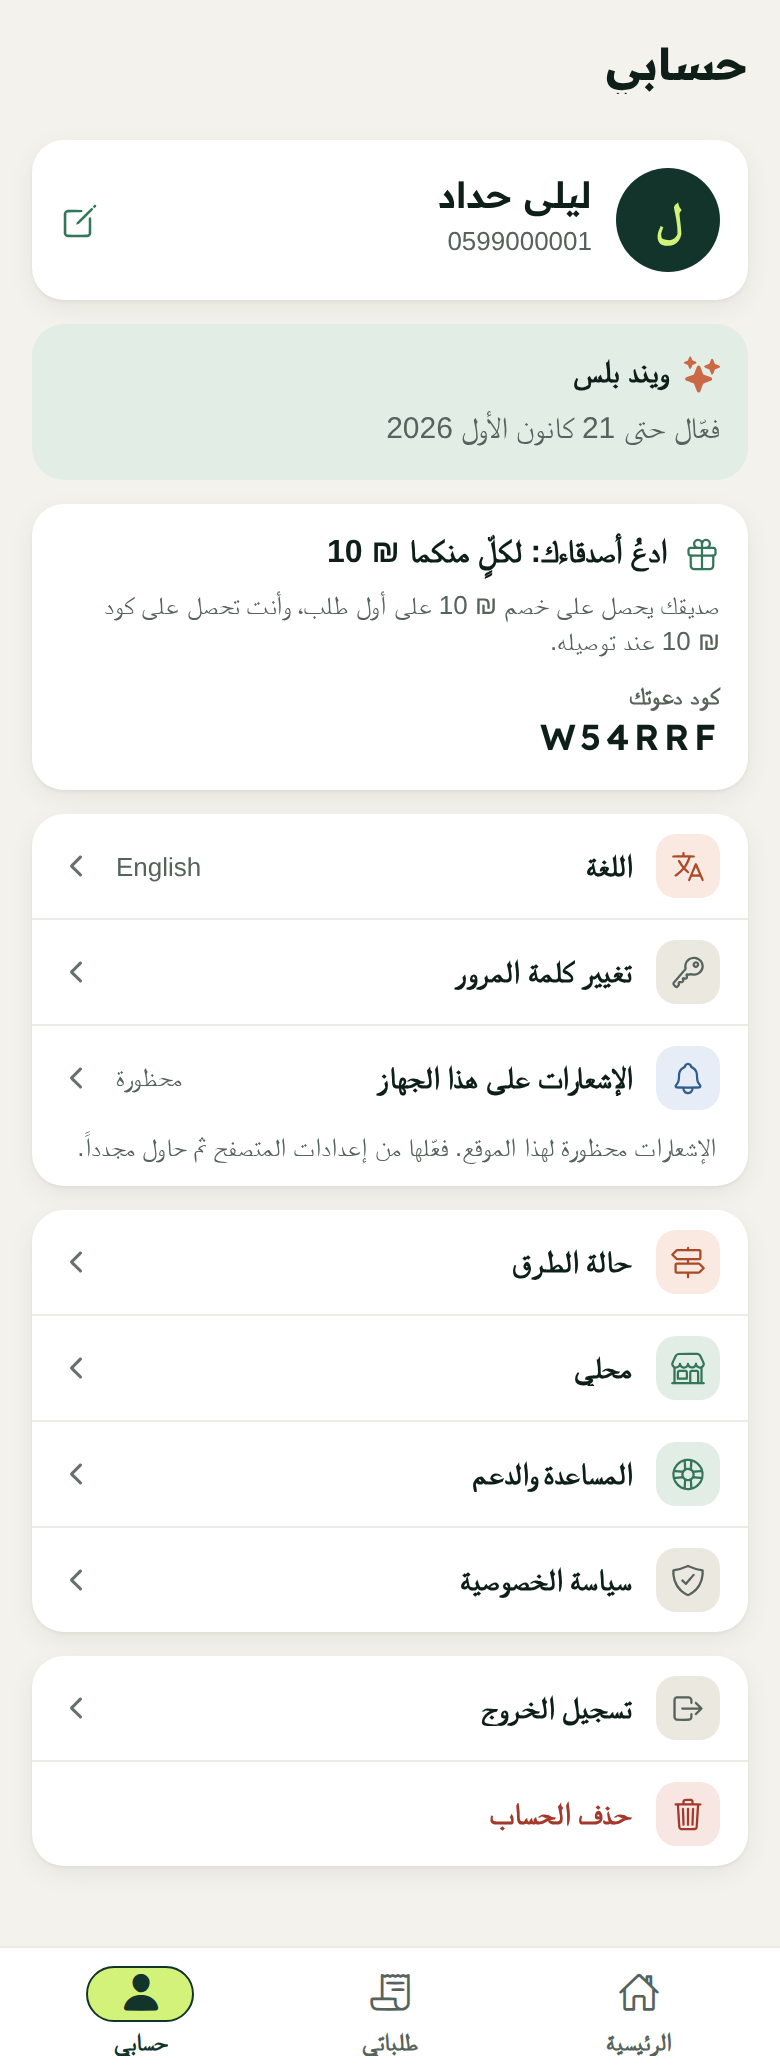 حسابي
ل
ليلى حداد
0599000001
ويند بلس
فعّال حتى 21 كانون الأول 2026
ادعُ أصدقاءك: لكلٍّ منكما ₪ 10
صديقك يحصل على خصم ₪ 10 على أول طلب، وأنت تحصل على كود
₪ 10 عند توصيله.
كود دعوتك
W54RRF
اللغة English
تغيير كلمة المرور
الإشعارات على هذا الجهاز محظورة
الإشعارات محظورة لهذا الموقع. فعّلها من إعدادات المتصفح ثم حاول مجدداً.
حالة الطرق
محلي
المساعدة والدعم
سياسة الخصوصية
تسجيل الخروج
حذف الحساب
الرئيسية طلباتي حسابي